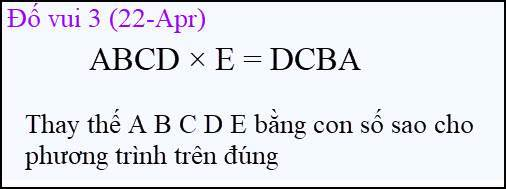 Đố vui 3 (22-Apr)
ABCD × E = DCBA
Thay thế A B C D E bằng con số sao cho
phương trình trên đúng